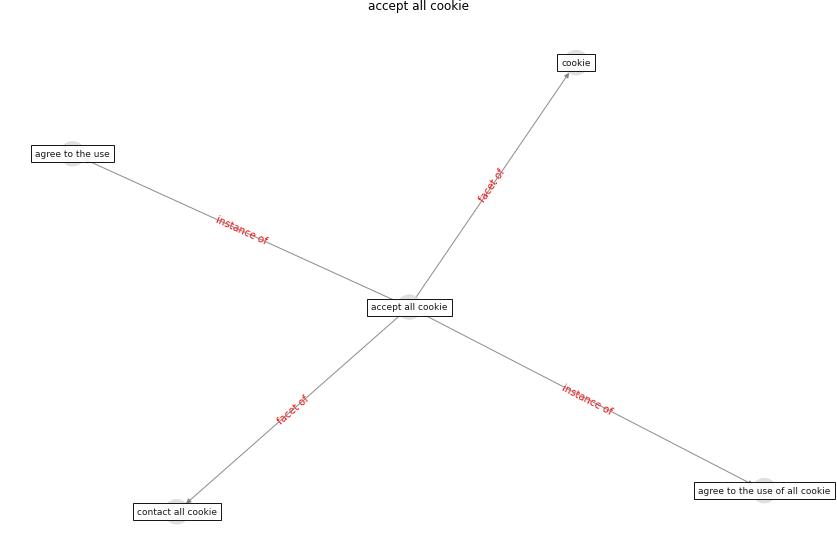 accept all cookie
cookie
agree to the use
facet of
instance of
accept all cookie
instance of
facet of
agree to the use of all cookie
contact all cookie